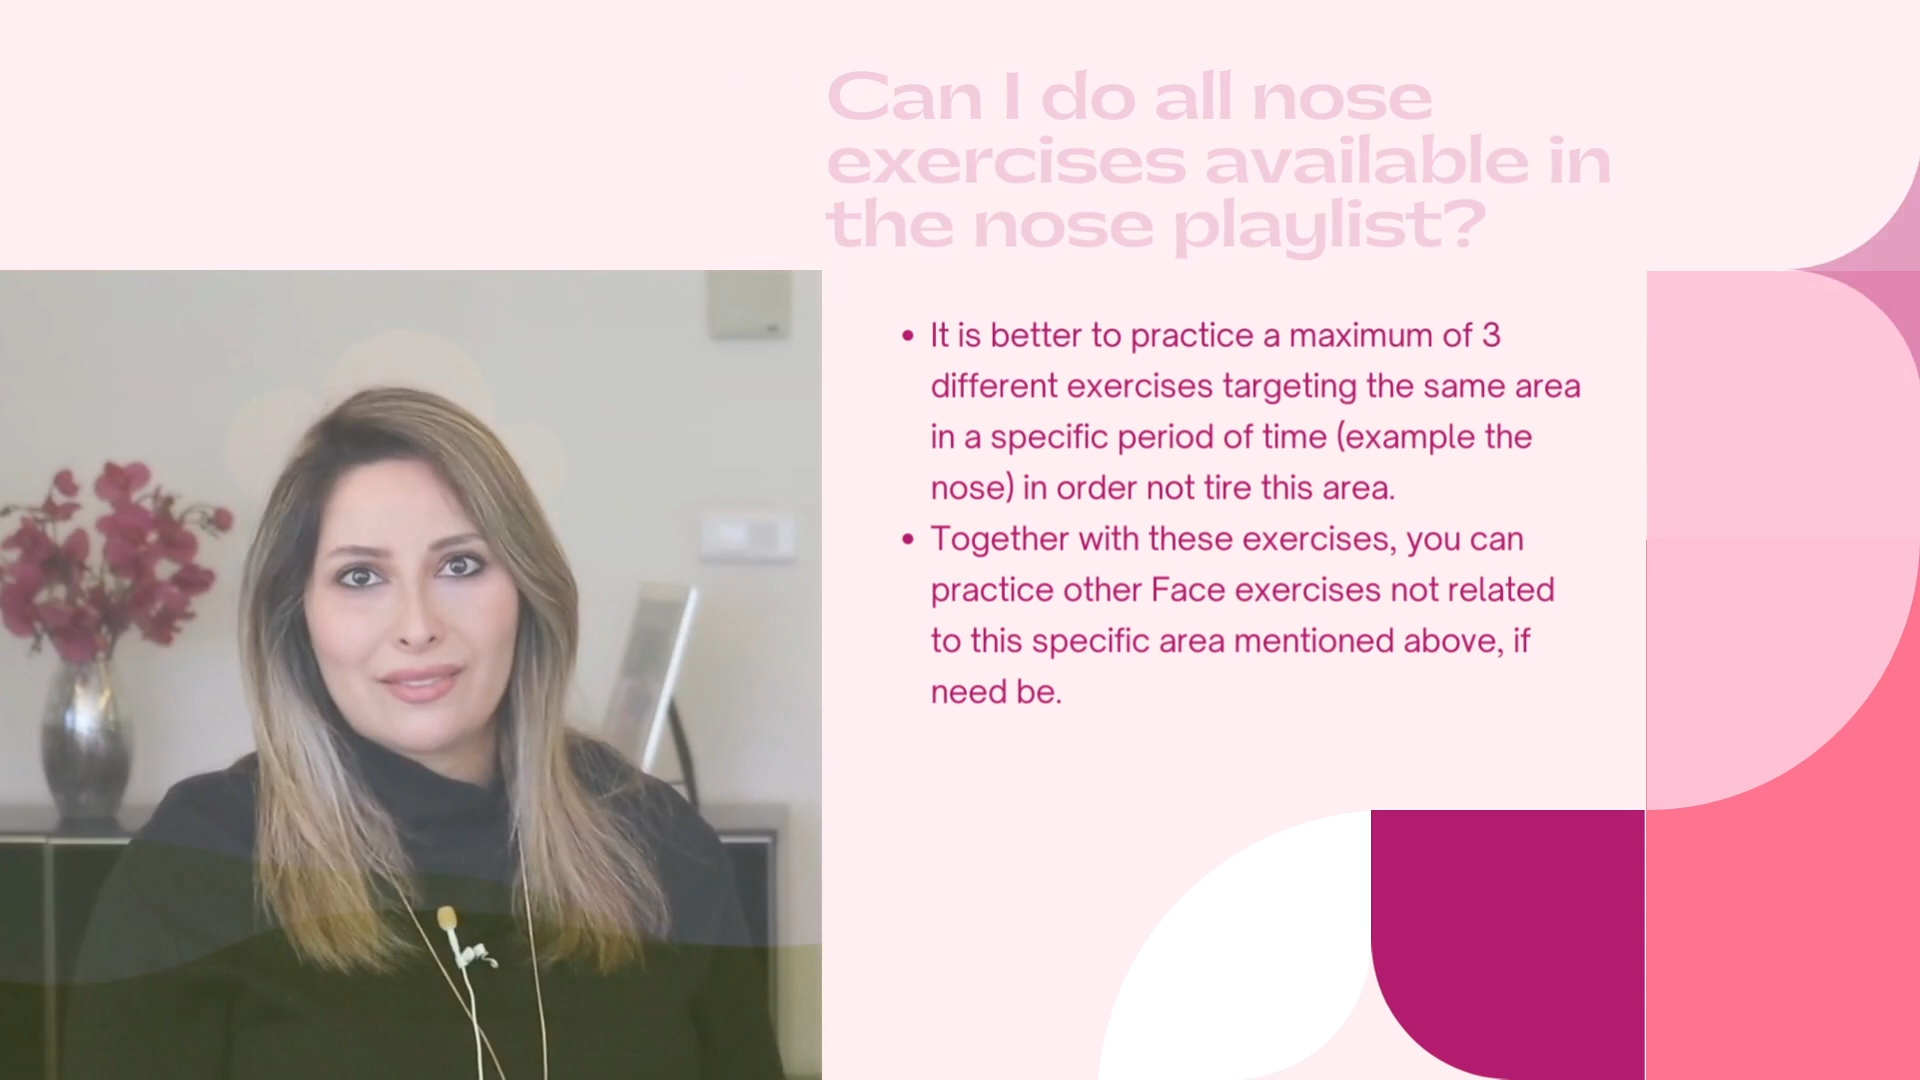 Can I do all nose
exercises available in
the nose playlist?
• It is better to practice a maximum of 3
different exercises targeting the same area
in a specific period of time (example the
nose) in order not tire this area.
• Together with these exercises, you can
practice other Face exercises not related
to this specific area mentioned above, if
need be.